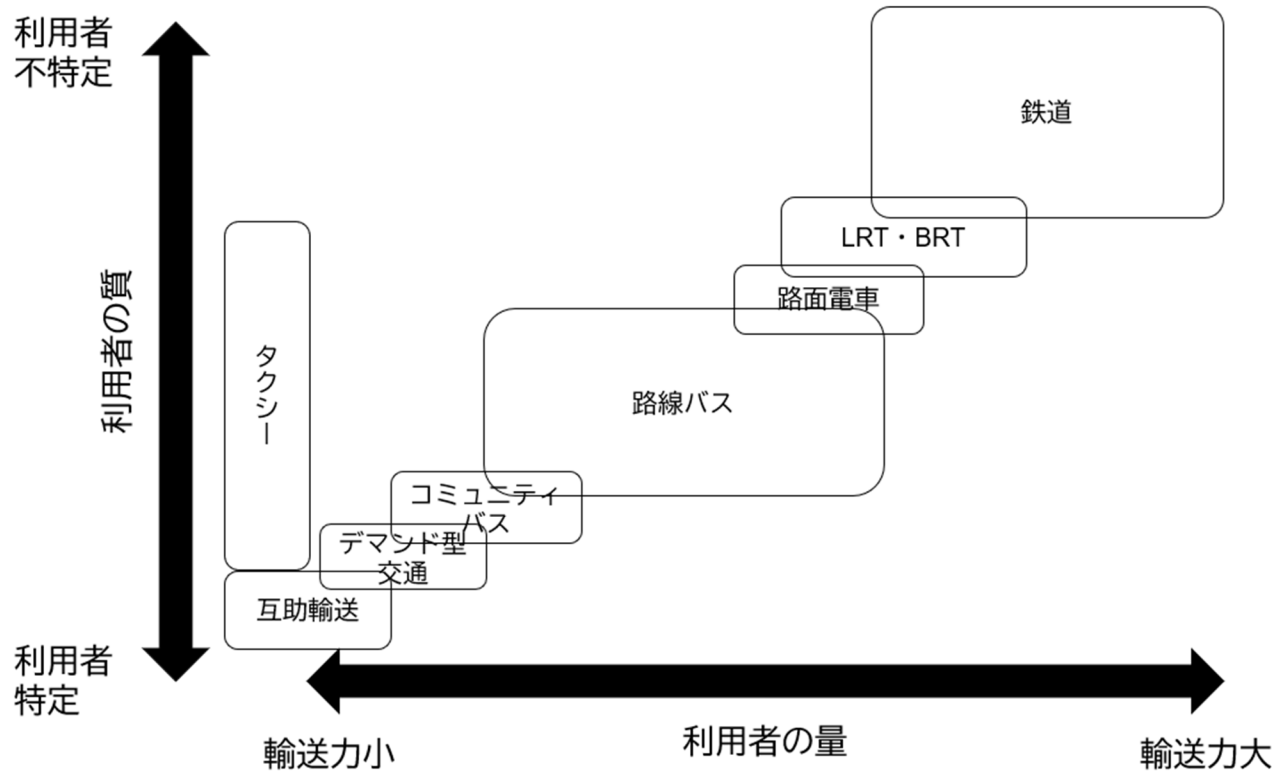 利用者
不特定
鉄道
LRT・BRT
路面電車
利用者の質
タクシー
路線バス
コミュニティ
バス
デマンド型
交通
互助輸送
利用者
特定
輸送力小
利用者の量
輸送力大